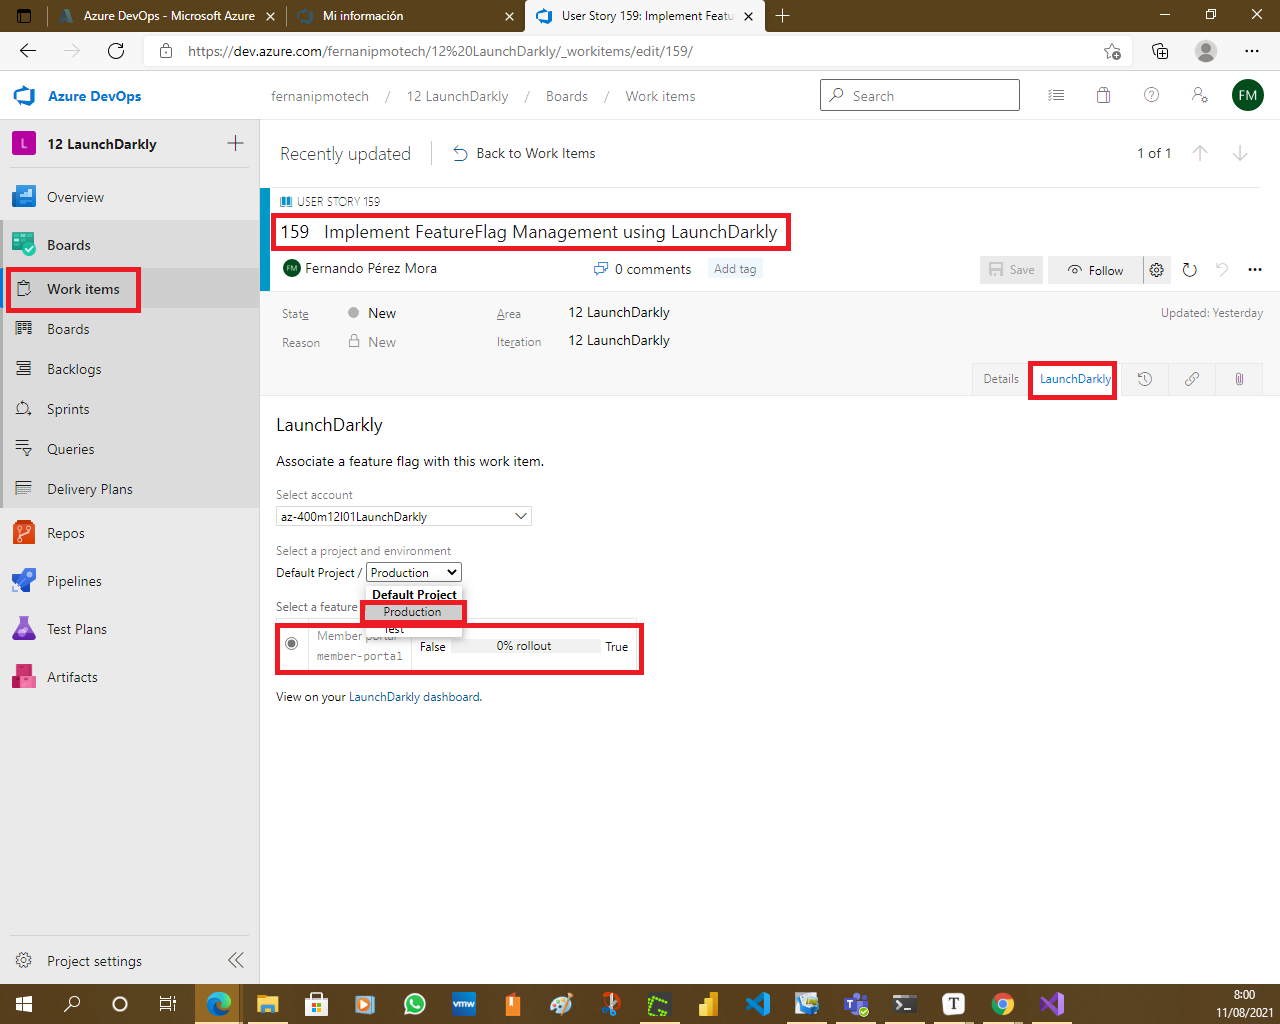 Azure DevOps - Microsoft Azure
Mi información
User Story 159: Implement Featu
https://dev.azure.com/fernanipmotech/12%20LaunchDarkly/_workitems/edit/159/
Azure DevOps
fernanipmotech / 12 LaunchDarkly / Boards / Work items
Search
FM
L 12 LaunchDarkly
Overview
Boards
Work items
Boards
Backlogs
Sprints
Queries
Delivery Plans
Repos
Pipelines
Test Plans
Artifacts
Project settings
Recently updated
Back to Work Items
1 of 1
USER STORY 159
159 Implement FeatureFlag Management using LaunchDarkly
FM Fernando Pérez Mora
0 comments
Add tag
Save
Follow
State New
Area 12 LaunchDarkly
Updated: Yesterday
Reason New
Iteration 12 LaunchDarkly
Details
LaunchDarkly
LaunchDarkly
Associate a feature flag with this work item.
Select account
az-400m12l01LaunchDarkly
Select a project and environment
Default Project / Production
Default Project
Select a feature
Production
Test
Member portal
member-portal
False 0% rollout True
View on your LaunchDarkly dashboard.
vmw
T
8:00
11/08/2021